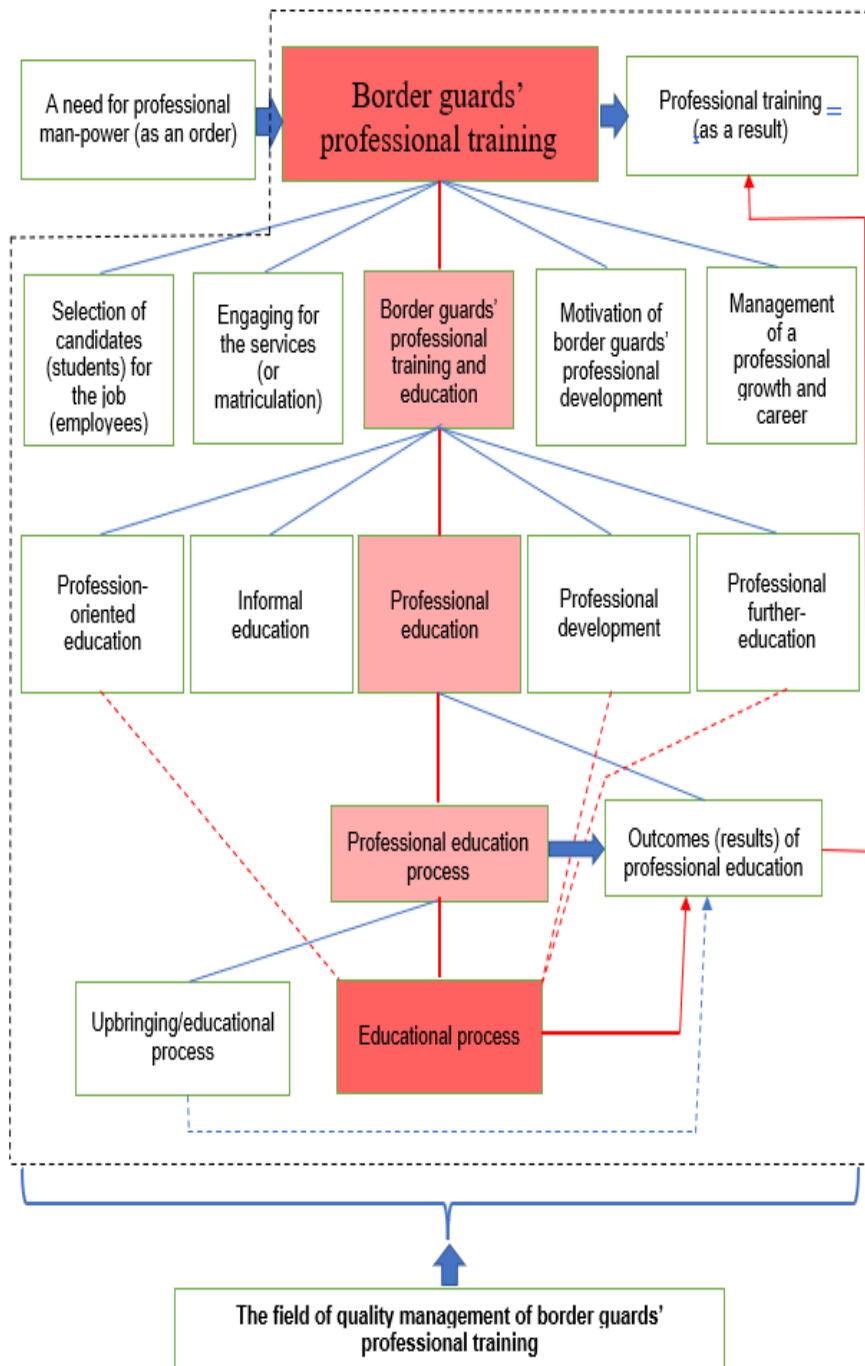 A need for professional
man-power (as an order)
Border guards’
professional training
Professional training =
(as a result)
Selection of
candidates
(students) for
the job
(employees)
Engaging for
the services
(or
matriculation)
Border guards’
professional
training and
education
Motivation of
border guards’
professional
development
Management
of a
professional
growth and
career
Profession-
oriented
education
Informal
education
Professional
education
Professional
development
Professional
further-
education
Professional education
process
Outcomes (results) of
professional education
Upbringing/educational
process
Educational process
The field of quality management of border guards’
professional training